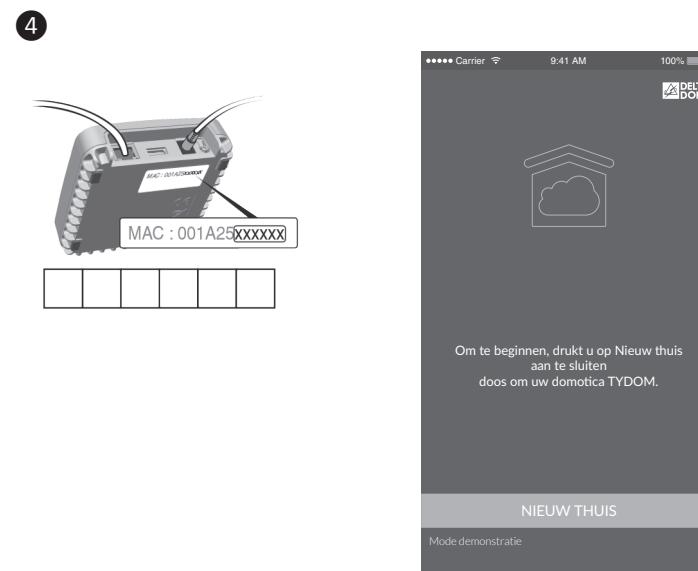 4
MAC : 001A25XXXXXX
MAC : 001A25XXXXXX
Carrier 9:41 AM 100%
Om te beginnen, drukt u op Nieuw thuis
aan te sluiten
doos om uw domotica TYDOM.
NIEUW THUIS
Mode demonstratie